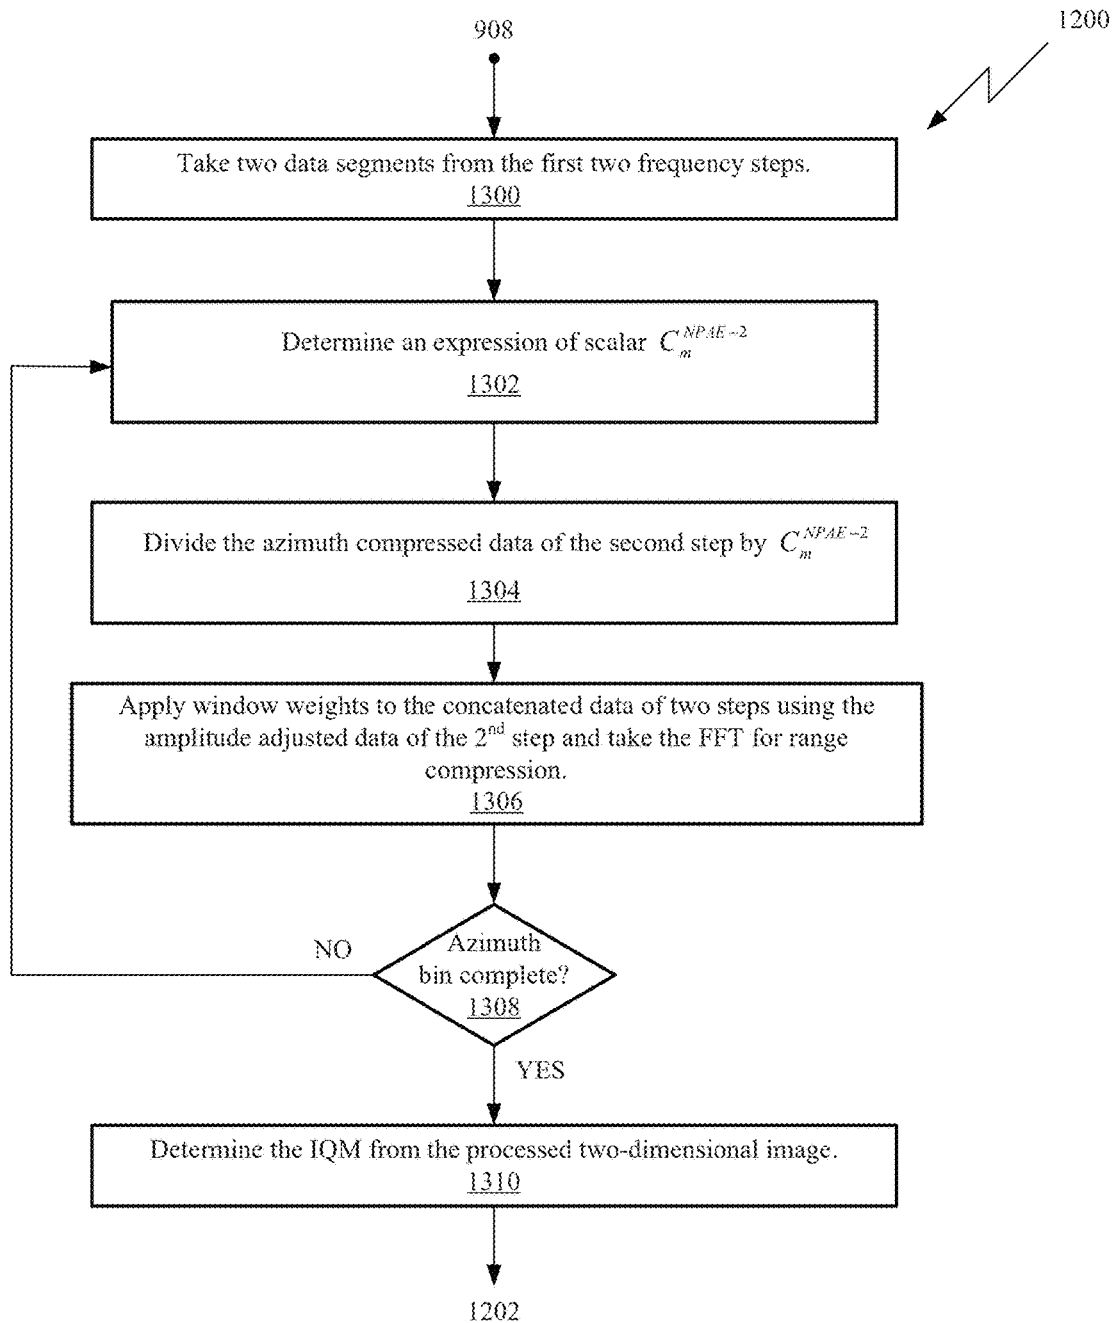 908
1200
Take two data segments from the first two frequency steps.
1300
Determine an expression of scalar C_m^{NPAE-2}
1302
Divide the azimuth compressed data of the second step by C_m^{NPAE-2}
1304
Apply window weights to the concatenated data of two steps using the
amplitude adjusted data of the 2^{nd} step and take the FFT for range
compression.
1306
NO
Azimuth
bin complete?
1308
YES
Determine the IQM from the processed two-dimensional image.
1310
1202